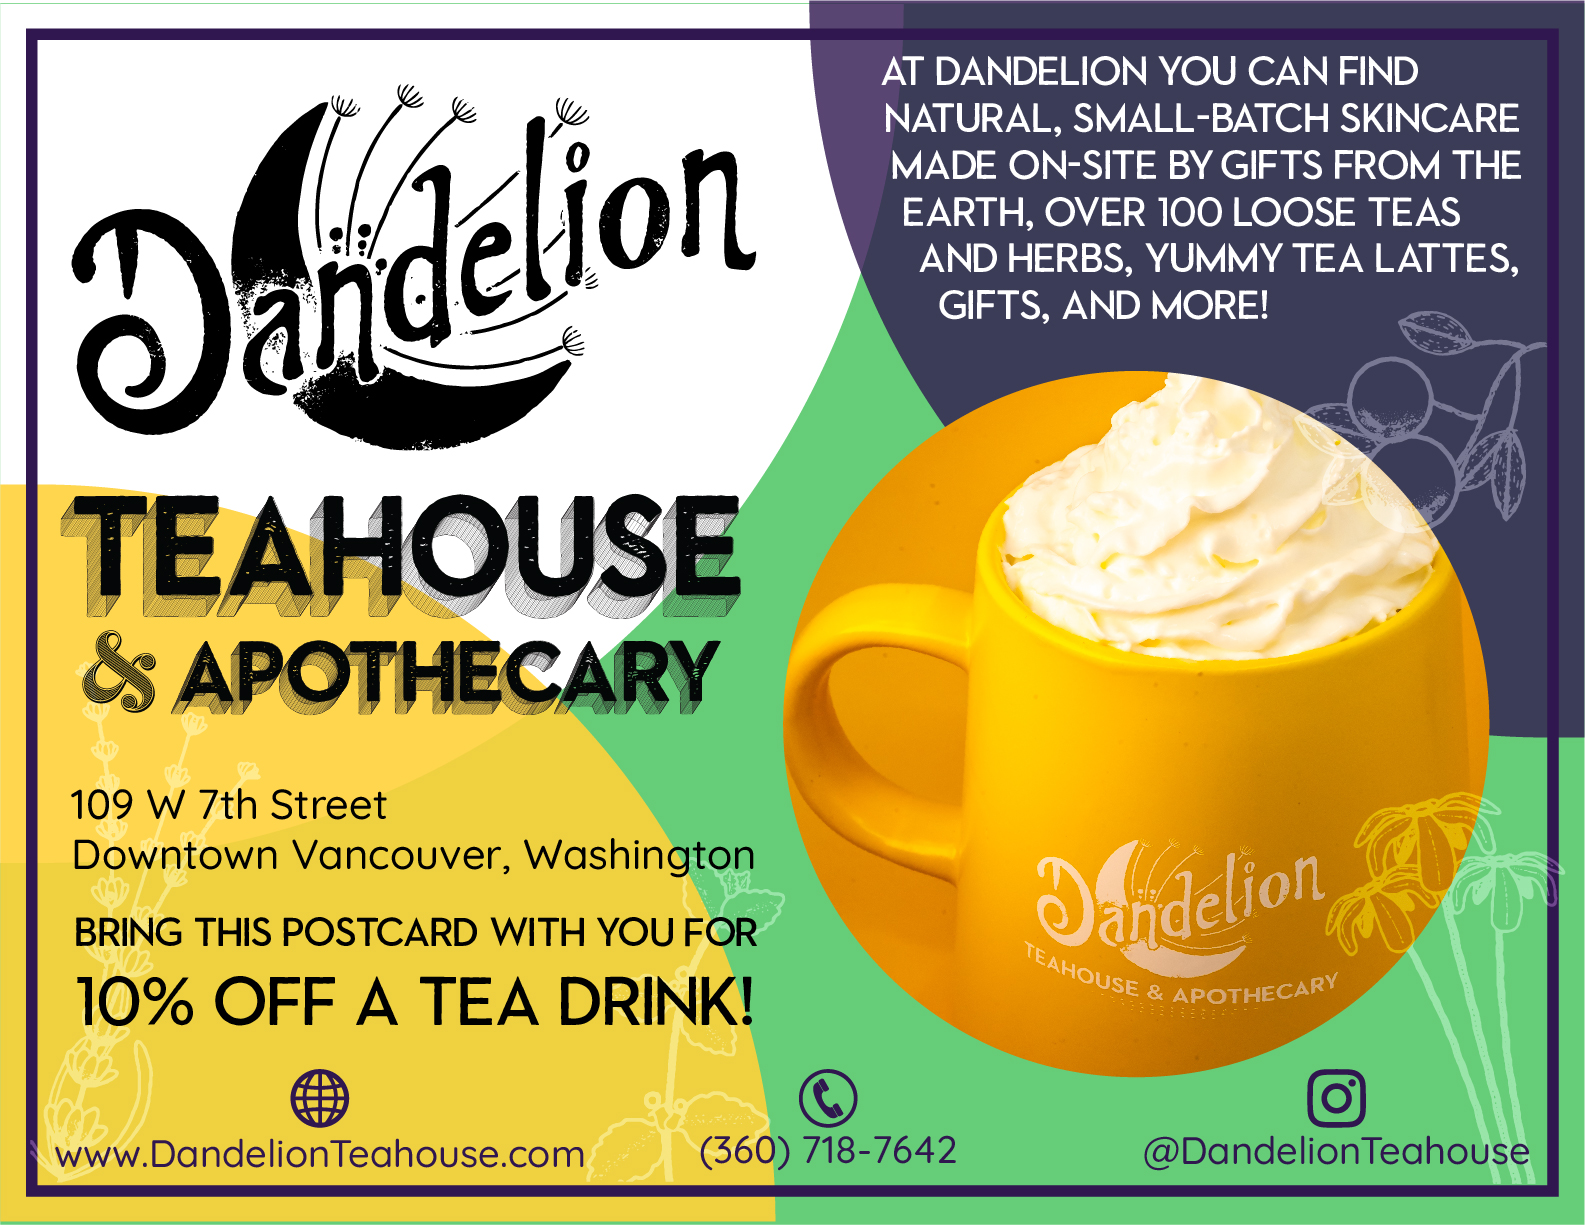 Dandelion
TEAHOUSE
& APOTHECARY
109 W 7th Street
Downtown Vancouver, Washington
BRING THIS POSTCARD WITH YOU FOR
10% OFF A TEA DRINK!
AT DANDELION YOU CAN FIND
NATURAL, SMALL-BATCH SKINCARE
MADE ON-SITE BY GIFTS FROM THE
EARTH, OVER 100 LOOSE TEAS
AND HERBS, YUMMY TEA LATTES,
GIFTS, AND MORE!
Dandelion
TEAHOUSE & APOTHECARY
www.DandelionTeahouse.com
(360) 718-7642
@DandelionTeahouse